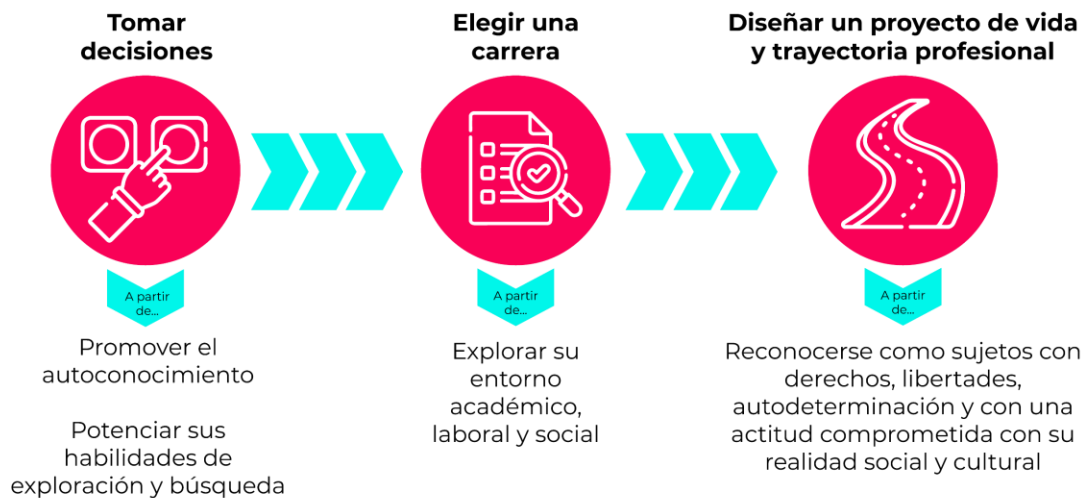 Tomar
decisiones
A partir
de...
Promover el
autoconocimiento
Potenciar sus
habilidades de
exploración y búsqueda
Elegir una
carrera
A partir
de...
Explorar su
entorno
académico,
laboral y social
Diseñar un proyecto de vida
y trayectoria profesional
A partir
de...
Reconocerse como sujetos con
derechos, libertades,
autodeterminación y con una
actitud comprometida con su
realidad social y cultural